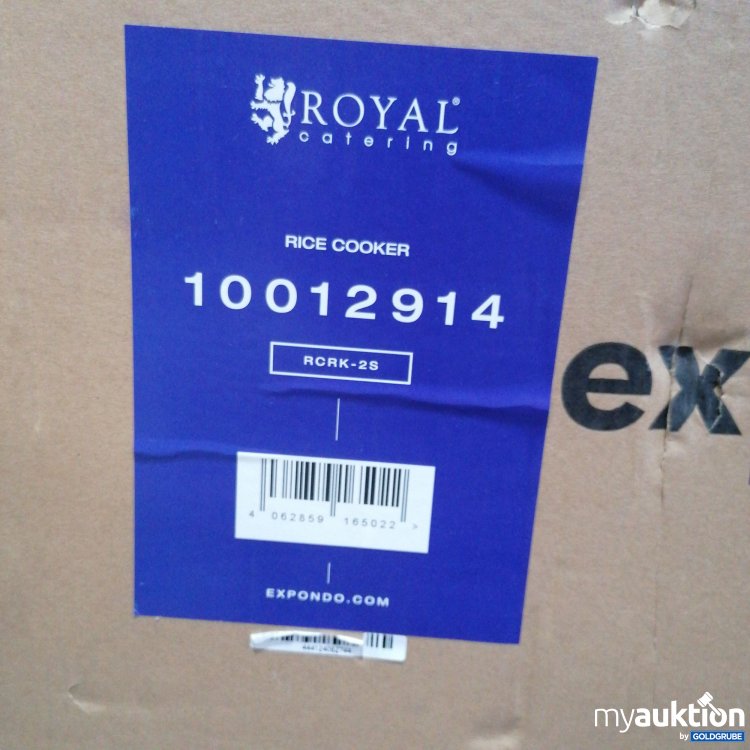 ROYAL®
catering
RICE COOKER
10012914
RCRK-2S
ex
4 062859 165022 >
EXPONDO.COM
myauktion
by GOLDGRUBE